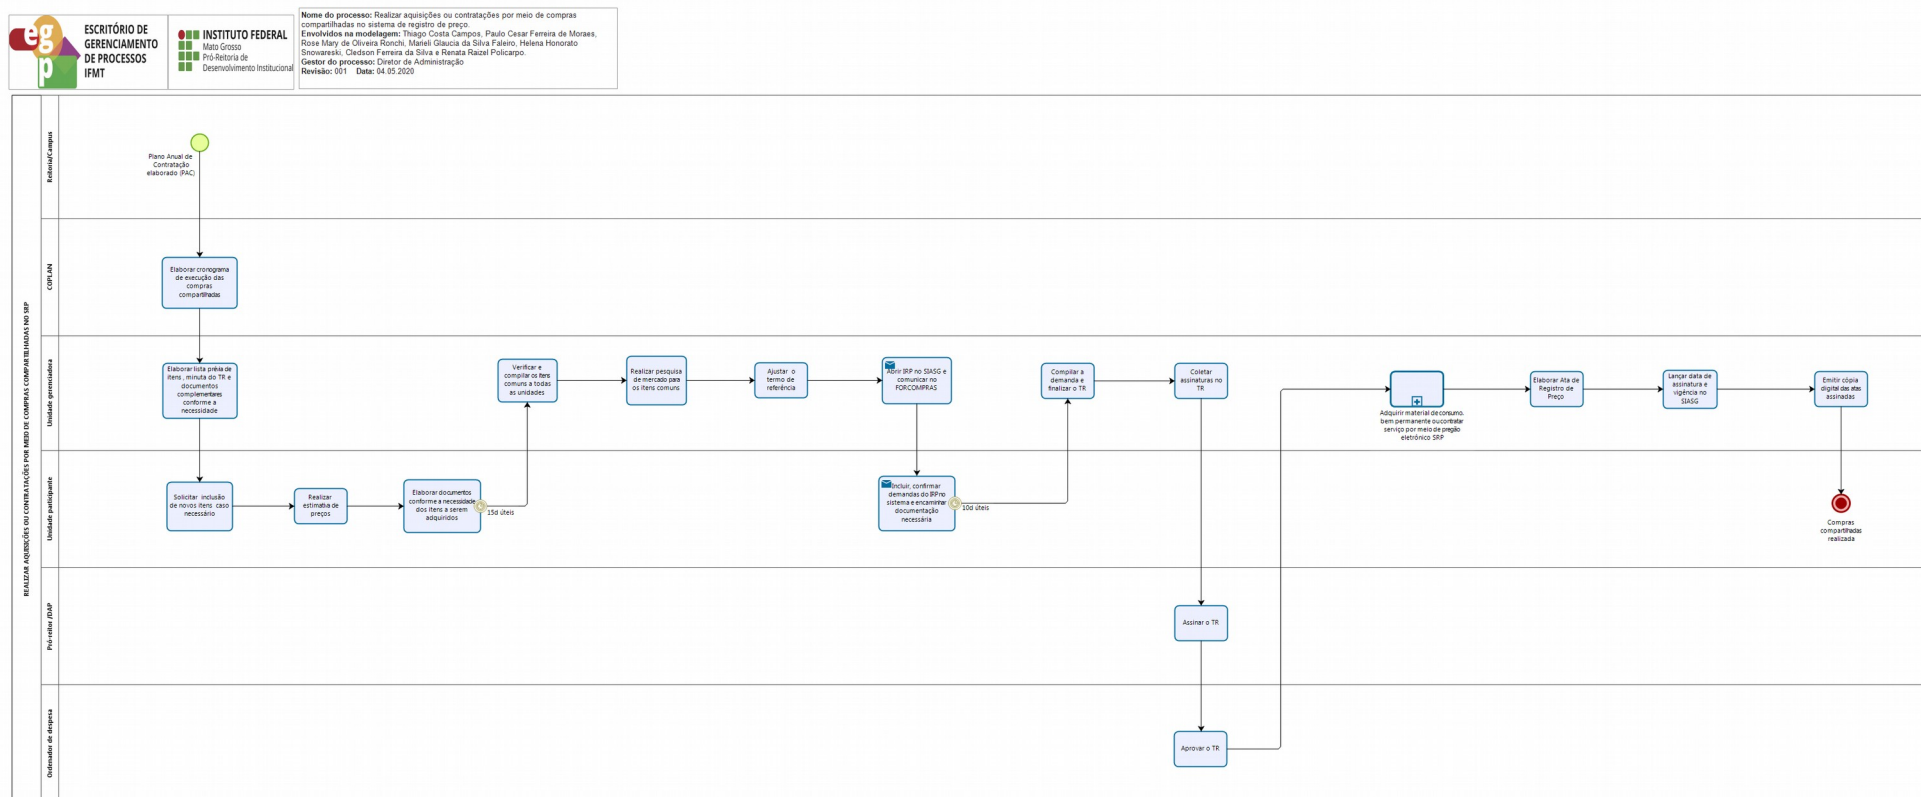 egp
ESCRITÓRIO DE
GERENCIAMENTO
DE PROCESSOS
IFMT
INSTITUTO FEDERAL
Mato Grosso
Pró-Reitoria de
Desenvolvimento Institucional
Nome do processo: Realizar aquisições ou contratações por meio de compras
compartilhadas no sistema de registro de preço.
Envolvidos na modelagem: Thiago Costa Campos, Paulo Cesar Ferreira de Moraes,
Rose Mary de Oliveira Ronchi, Marieli Glaucia da Silva Faleiro, Helena Honorato
Snowareski, Cledson Ferreira da Silva e Renata Raizel Policarpo.
Gestor do processo: Diretor de Administração
Revisão: 001 Data: 04.05.2020
REALIZAR AQUISIÇÕES OU CONTRATAÇÕES POR MEIO DE COMPRAS COMPARTILHADAS NO SRP
Reitoria/Campus
Plano Anual de
Contratação
elaborado (PAC)
COPLAN
Elaborar cronograma
de execução das
compras
compartilhadas
Unidade gerenciadora
Elaborar lista prévia de
itens, minuta do TR e
documentos
complementares
conforme a
necessidade
Verificar e
compilar os itens
comuns a todas
as unidades
Realizar pesquisa
de mercado para
os itens comuns
Ajustar o
termo de
referência
Abrir IRP no SIASG e
comunicar no
FORCOMPRAS
Compilar a
demanda e
finalizar o TR
Coletar
assinaturas no
TR
Adquirir material de consumo.
bem permanente ou contratar
serviço por meio de pregão
eletrônico SRP
Elaborar Ata de
Registro de
Preço
Lançar data de
assinatura e
vigência no
SIASG
Emitir cópia
digital das atas
assinadas
Unidade participante
Solicitar inclusão
de novos itens caso
necessário
Realizar
estimativa de
preços
Elaborar documentos
conforme a necessidade
dos itens a serem
adquiridos
15d úteis
Incluir, confirmar
demandas do IRP no
sistema e encaminhar
documentação
necessária
10d úteis
Compras
compartilhadas
realizada
Pró-reitor /DAP
Assinar o TR
Ordenador de despesa
Aprovar o TR